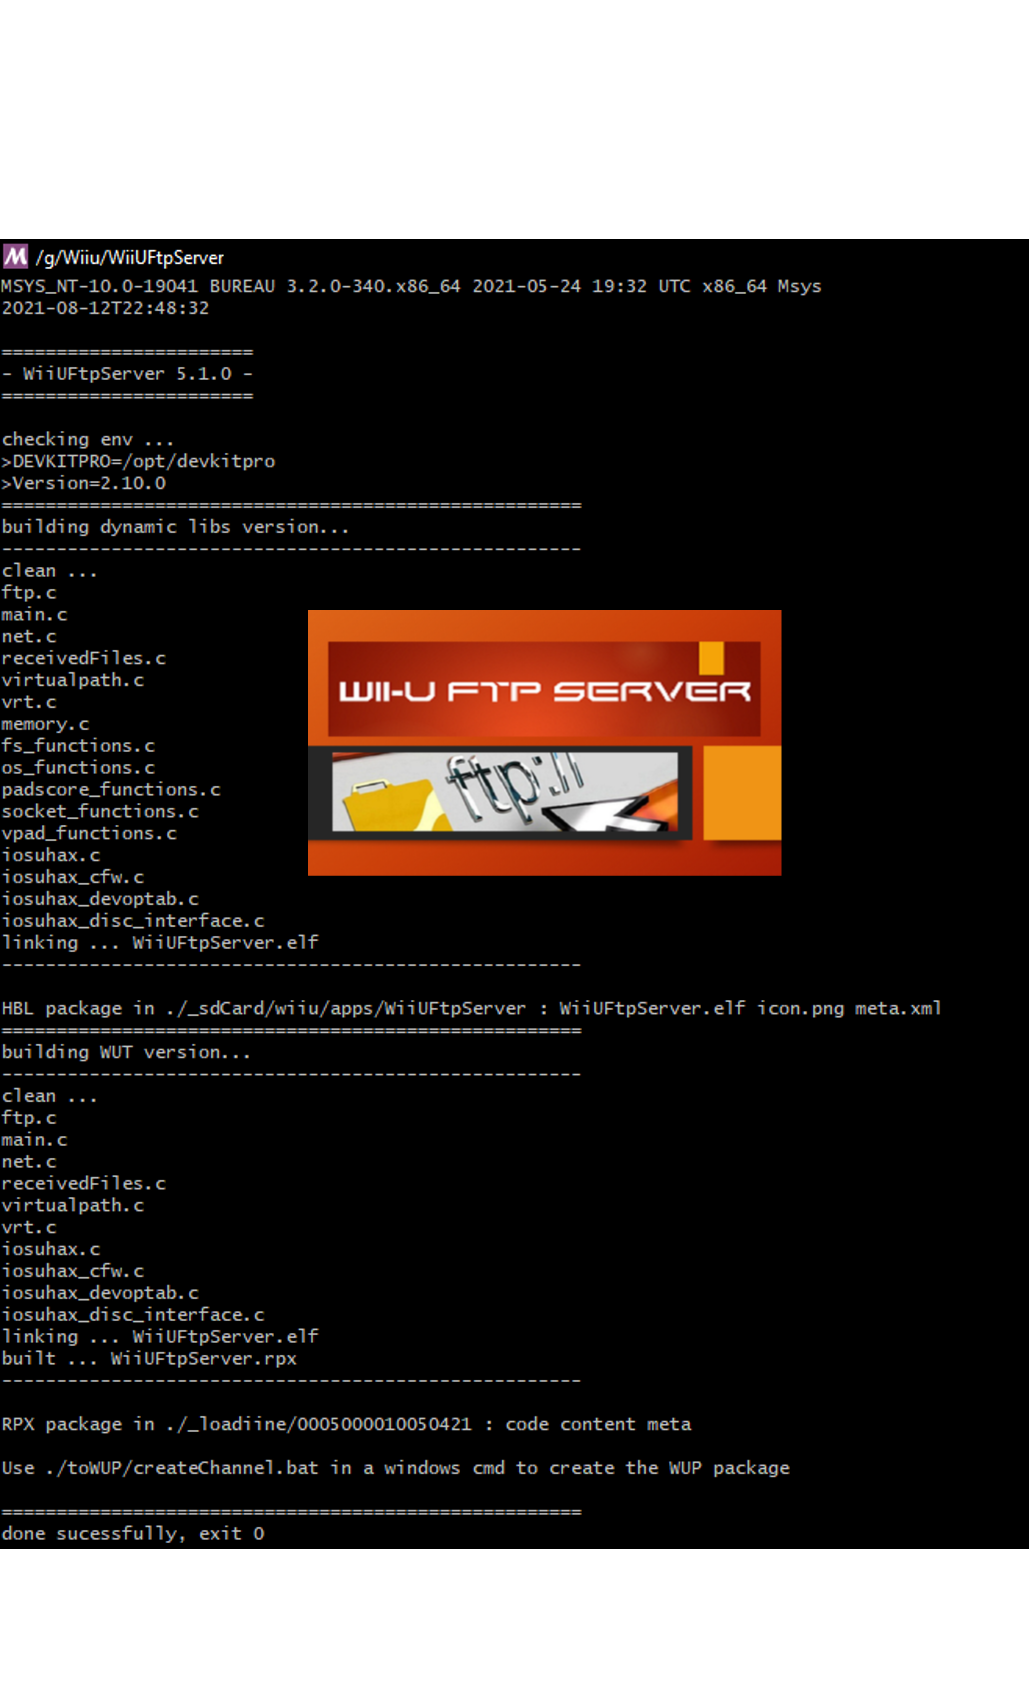 /g/Wiiu/WiiUFtpServer
MSYS_NT-10.0-19041 BUREAU 3.2.0-340.x86_64 2021-05-24 19:32 UTC x86_64 Msys
2021-08-12T22:48:32
=======================
- WiiUFtpServer 5.1.0 -
=======================
checking env ...
>DEVKITPRO=/opt/devkitpro
>Version=2.10.0
=====================================================
building dynamic libs version...
-----------------------------------------------------
clean ...
ftp.c
main.c
net.c
receivedFiles.c
virtualpath.c
vrt.c
memory.c
fs_functions.c
os_functions.c
padscore_functions.c
socket_functions.c
vpad_functions.c
iosuhax.c
iosuhax_cfw.c
iosuhax_devoptab.c
iosuhax_disc_interface.c
linking ... WiiUFtpServer.elf
-----------------------------------------------------
WII-U FTP SERVER
ftp://
HBL package in ./_sdCard/wiiu/apps/WiiUFtpServer : WiiUFtpServer.elf icon.png meta.xml
=====================================================
building WUT version...
-----------------------------------------------------
clean ...
ftp.c
main.c
net.c
receivedFiles.c
virtualpath.c
vrt.c
iosuhax.c
iosuhax_cfw.c
iosuhax_devoptab.c
iosuhax_disc_interface.c
linking ... WiiUFtpServer.elf
built ... WiiUFtpServer.rpx
-----------------------------------------------------
RPX package in ./_loadiine/0005000010050421 : code content meta
Use ./toWUP/createChannel.bat in a windows cmd to create the WUP package
=====================================================
done sucessfully, exit 0